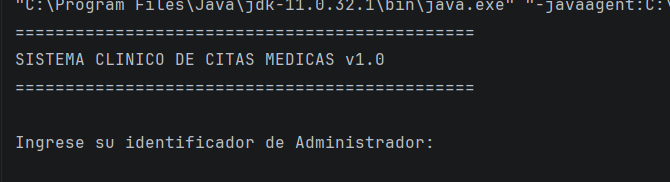 "C:\Program Files\Java\jdk-11.0.32.1\bin\java.exe" "-javaagent:C:\
==============================================
SISTEMA CLINICO DE CITAS MEDICAS v1.0
==============================================
Ingrese su identificador de Administrador: